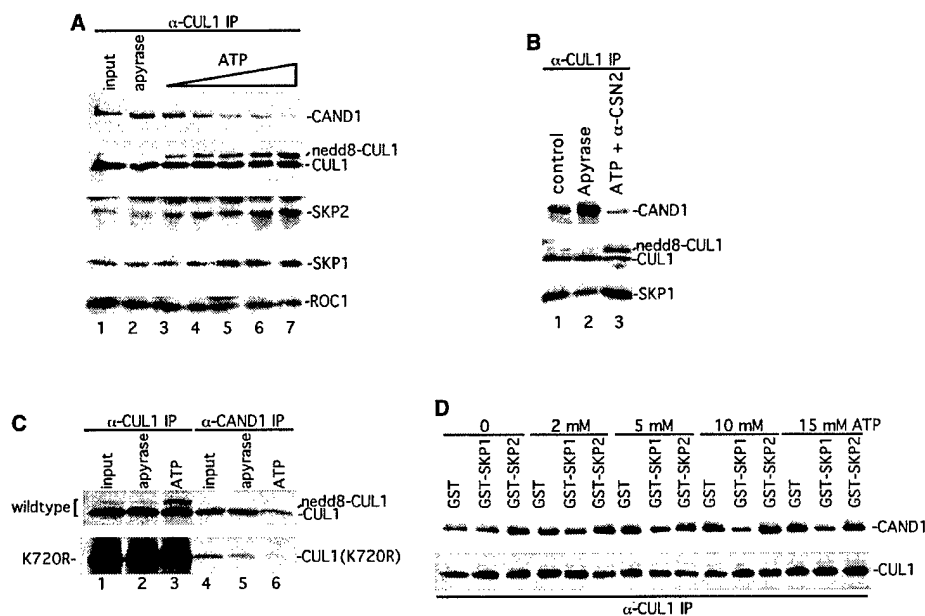 A
α-CUL1 IP
input
apyrase
ATP
-CAND1
nedd8-CUL1
CUL1
-SKP2
-SKP1
-ROC1
1 2 3 4 5 6 7
B
α-CUL1 IP
control
Apyrase
ATP + α-CSN2
-CAND1
nedd8-CUL1
-CUL1
-SKP1
1 2 3
C
α-CUL1 IP α-CAND1 IP
input
apyrase
ATP
input
apyrase
ATP
wildtype
nedd8-CUL1
-CUL1
K720R-
-CUL1(K720R)
1 2 3 4 5 6
D
0 2 mM 5 mM 10 mM 15 mM ATP
GST
GST-SKP1
GST-SKP2
GST
GST-SKP1
GST-SKP2
GST
GST-SKP1
GST-SKP2
GST
GST-SKP1
GST-SKP2
GST
GST-SKP1
GST-SKP2
-CAND1
-CUL1
α-CUL1 IP